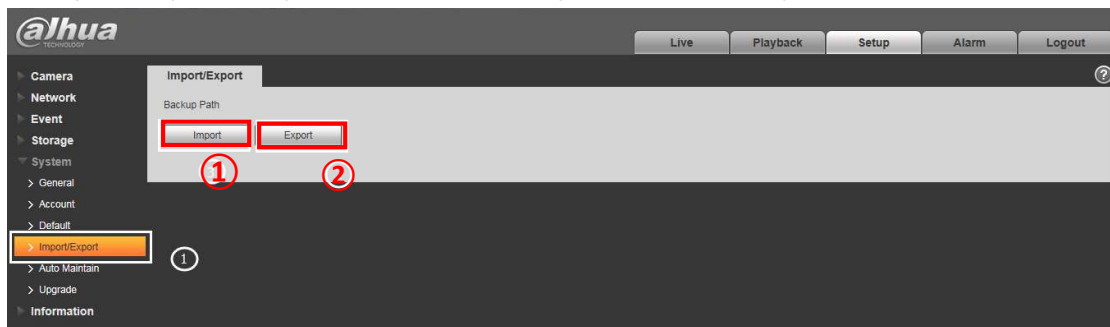 alhua
TECHNOLOGY
Live Playback Setup Alarm Logout
Camera
Network
Event
Storage
System
> General
> Account
> Default
> Import/Export
> Auto Maintain
> Upgrade
Information
Import/Export
?
Backup Path
Import Export
① ②
①